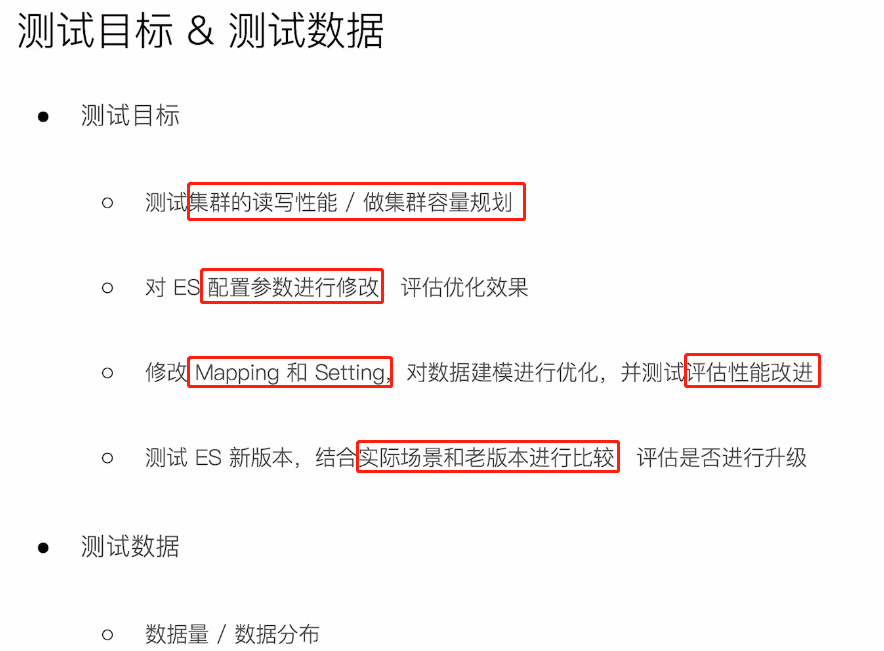 测试目标 & 测试数据
测试目标
测试集群的读写性能 / 做集群容量规划
对 ES 配置参数进行修改 评估优化效果
修改 Mapping 和 Setting, 对数据建模进行优化，并测试评估性能改进
测试 ES 新版本，结合实际场景和老版本进行比较 评估是否进行升级
测试数据
数据量 / 数据分布